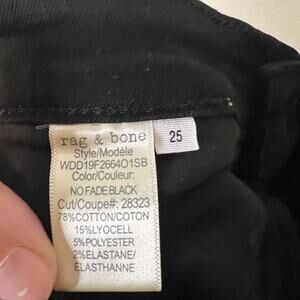 rag & bone
Style/Modèle
WDD19F2664O1SB
Color/Couleur:
NO FADE BLACK
Cut/Coupe#: 28323
78%COTTON/COTON
15%LYOCELL
5%POLYESTER
2%ELASTANE/
ÉLASTHANNE
25